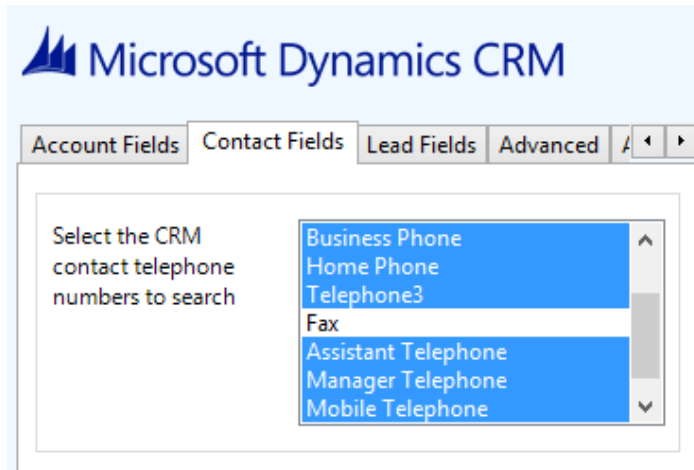 Microsoft Dynamics CRM
Account Fields Contact Fields Lead Fields Advanced
Select the CRM
contact telephone
numbers to search
Business Phone
Home Phone
Telephone3
Fax
Assistant Telephone
Manager Telephone
Mobile Telephone